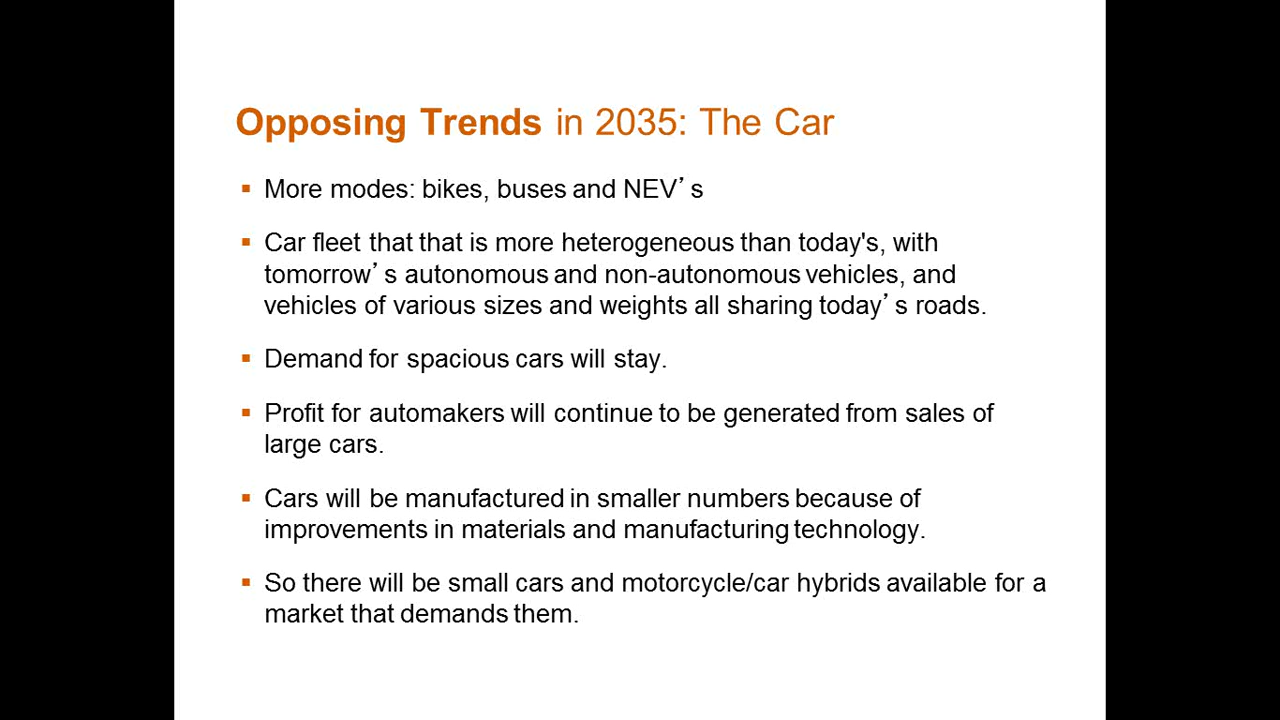 Opposing Trends in 2035: The Car
▪ More modes: bikes, buses and NEV’s
▪ Car fleet that that is more heterogeneous than today's, with
tomorrow’s autonomous and non-autonomous vehicles, and
vehicles of various sizes and weights all sharing today’s roads.
▪ Demand for spacious cars will stay.
▪ Profit for automakers will continue to be generated from sales of
large cars.
▪ Cars will be manufactured in smaller numbers because of
improvements in materials and manufacturing technology.
▪ So there will be small cars and motorcycle/car hybrids available for a
market that demands them.